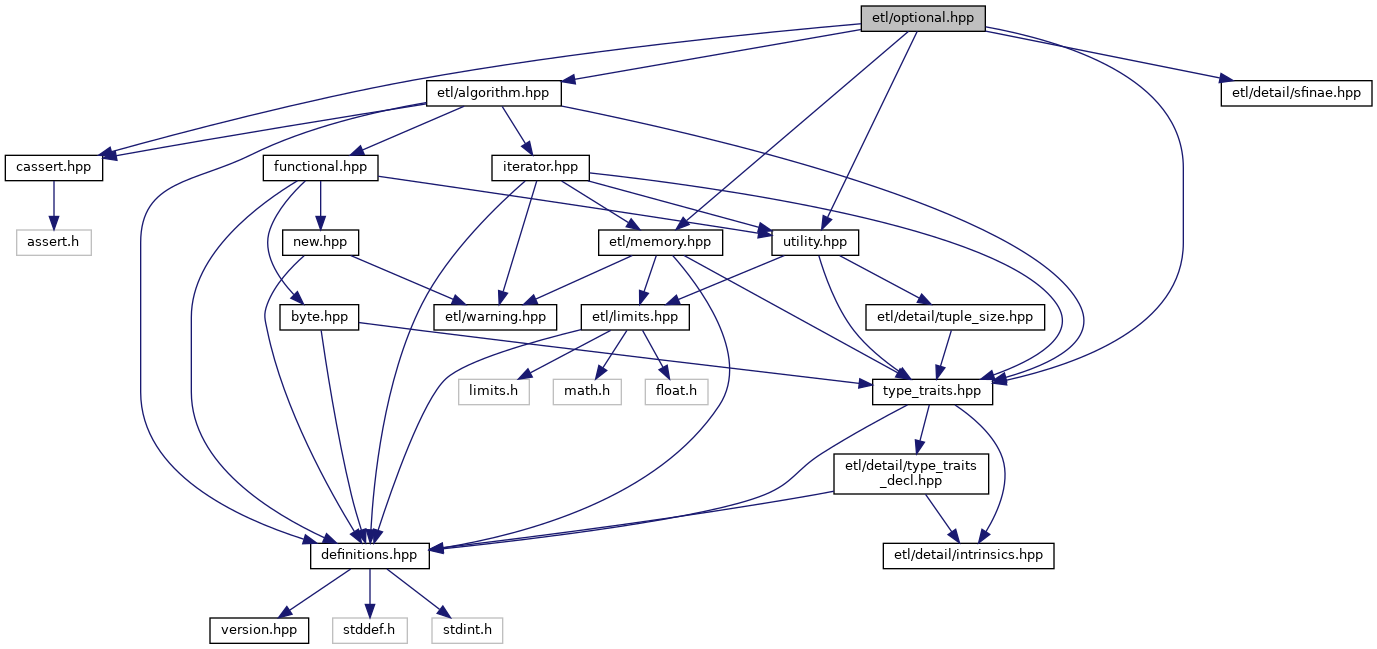 etl/optional.hpp
etl/algorithm.hpp
etl/detail/sfinae.hpp
cassert.hpp
functional.hpp
iterator.hpp
assert.h
new.hpp
etl/memory.hpp
utility.hpp
byte.hpp
etl/warning.hpp
etl/limits.hpp
etl/detail/tuple_size.hpp
limits.h
math.h
float.h
type_traits.hpp
etl/detail/type_traits
_decl.hpp
definitions.hpp
etl/detail/intrinsics.hpp
version.hpp
stddef.h
stdint.h